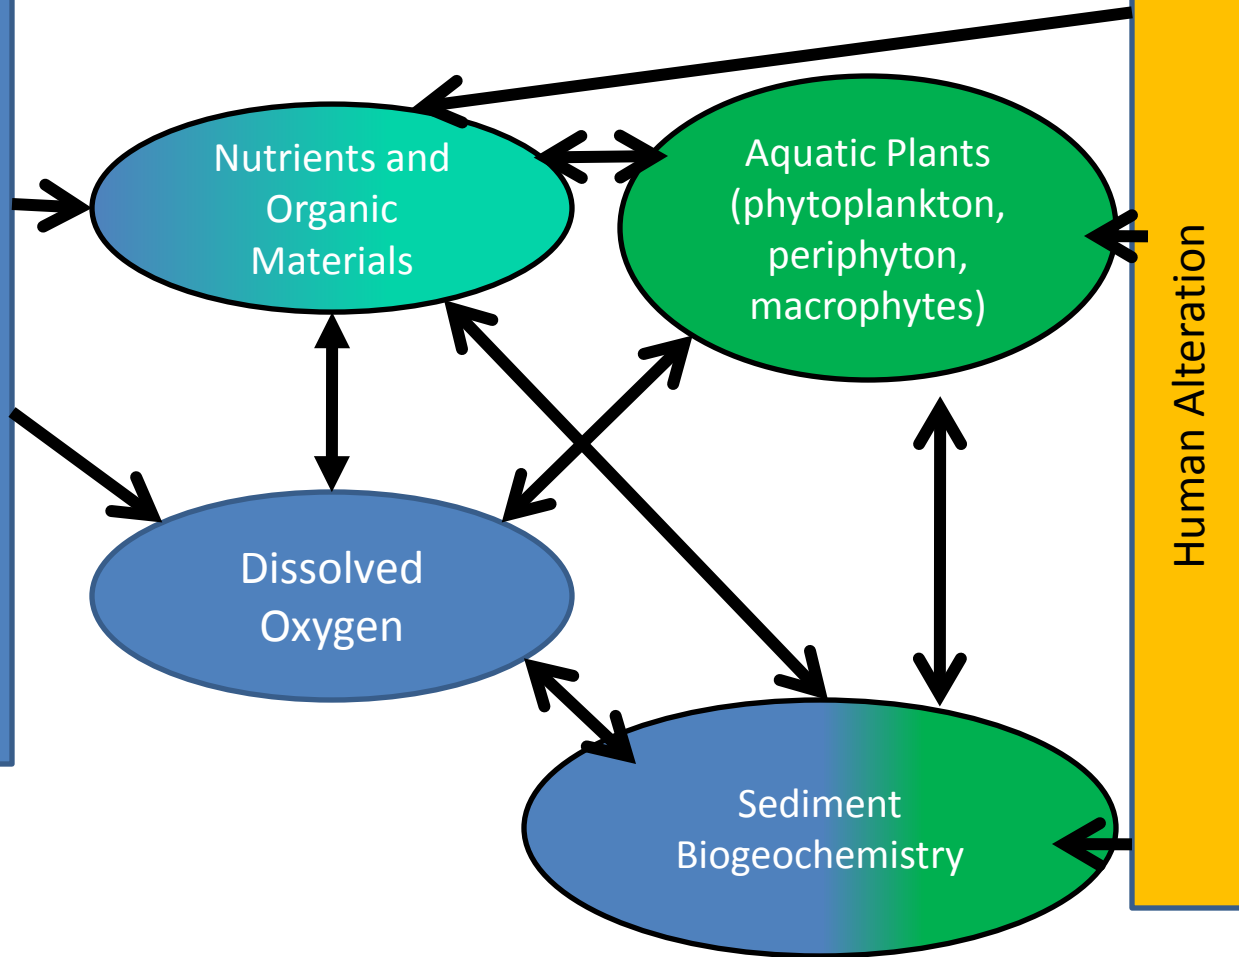 Nutrients and
Organic
Materials
Aquatic Plants
(phytoplankton,
periphyton,
macrophytes)
Human Alteration
Dissolved
Oxygen
Sediment
Biogeochemistry